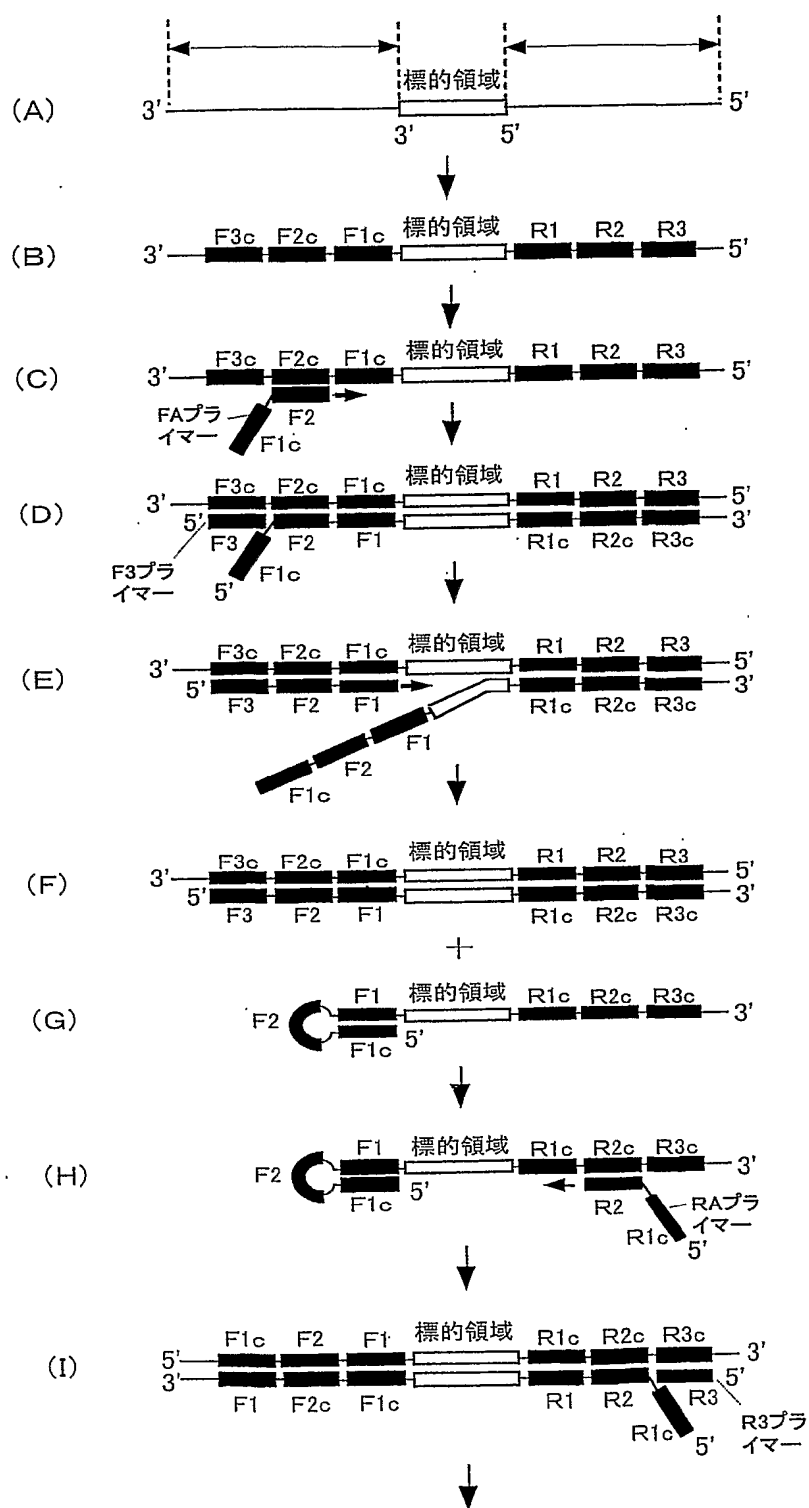 標的領域
(A) 3' 5'
3' 5'
標的領域
F3c F2c F1c R1 R2 R3
(B) 3' 5'
標的領域
F3c F2c F1c R1 R2 R3
(C) 3' 5'
FAプラ
イマー
F2
F1c
標的領域
F3c F2c F1c R1 R2 R3
(D) 3' 5'
5' 3'
F3 F2 F1 R1c R2c R3c
F3プラ
イマー
F1c
5'
標的領域
F3c F2c F1c R1 R2 R3
(E) 3' 5'
5' 3'
F3 F2 F1 R1c R2c R3c
F1
F2
F1c
標的領域
F3c F2c F1c R1 R2 R3
(F) 3' 5'
5' 3'
F3 F2 F1 R1c R2c R3c
+
標的領域
F1 R1c R2c R3c
(G) F2 3'
F1c 5'
標的領域
F1 R1c R2c R3c
(H) F2 3'
F1c 5' R2
RAプラ
イマー
R1c
5'
標的領域
F1c F2 F1 R1c R2c R3c
(I) 5' 3'
3' 5'
F1 F2c F1c R1 R2 R3
R1c
5'
R3プラ
イマー